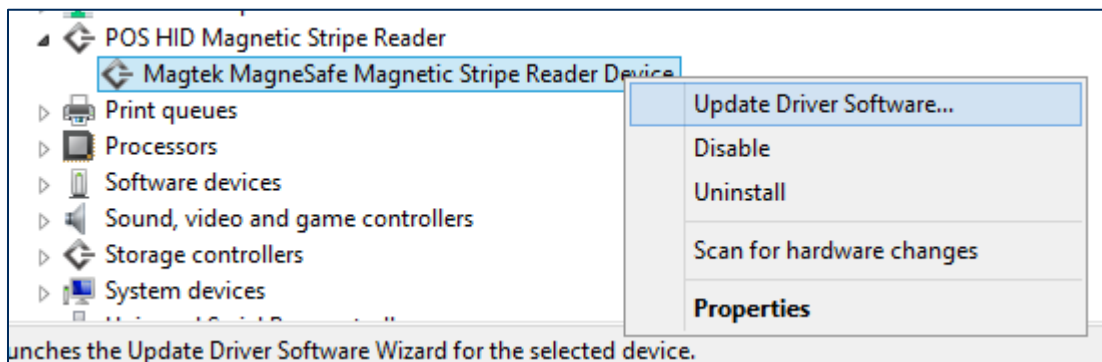 POS HID Magnetic Stripe Reader
Magtek MagneSafe Magnetic Stripe Reader Device
Update Driver Software...
Print queues
Disable
Processors
Software devices
Uninstall
Sound, video and game controllers
Storage controllers
Scan for hardware changes
System devices
Properties
unches the Update Driver Software Wizard for the selected device.